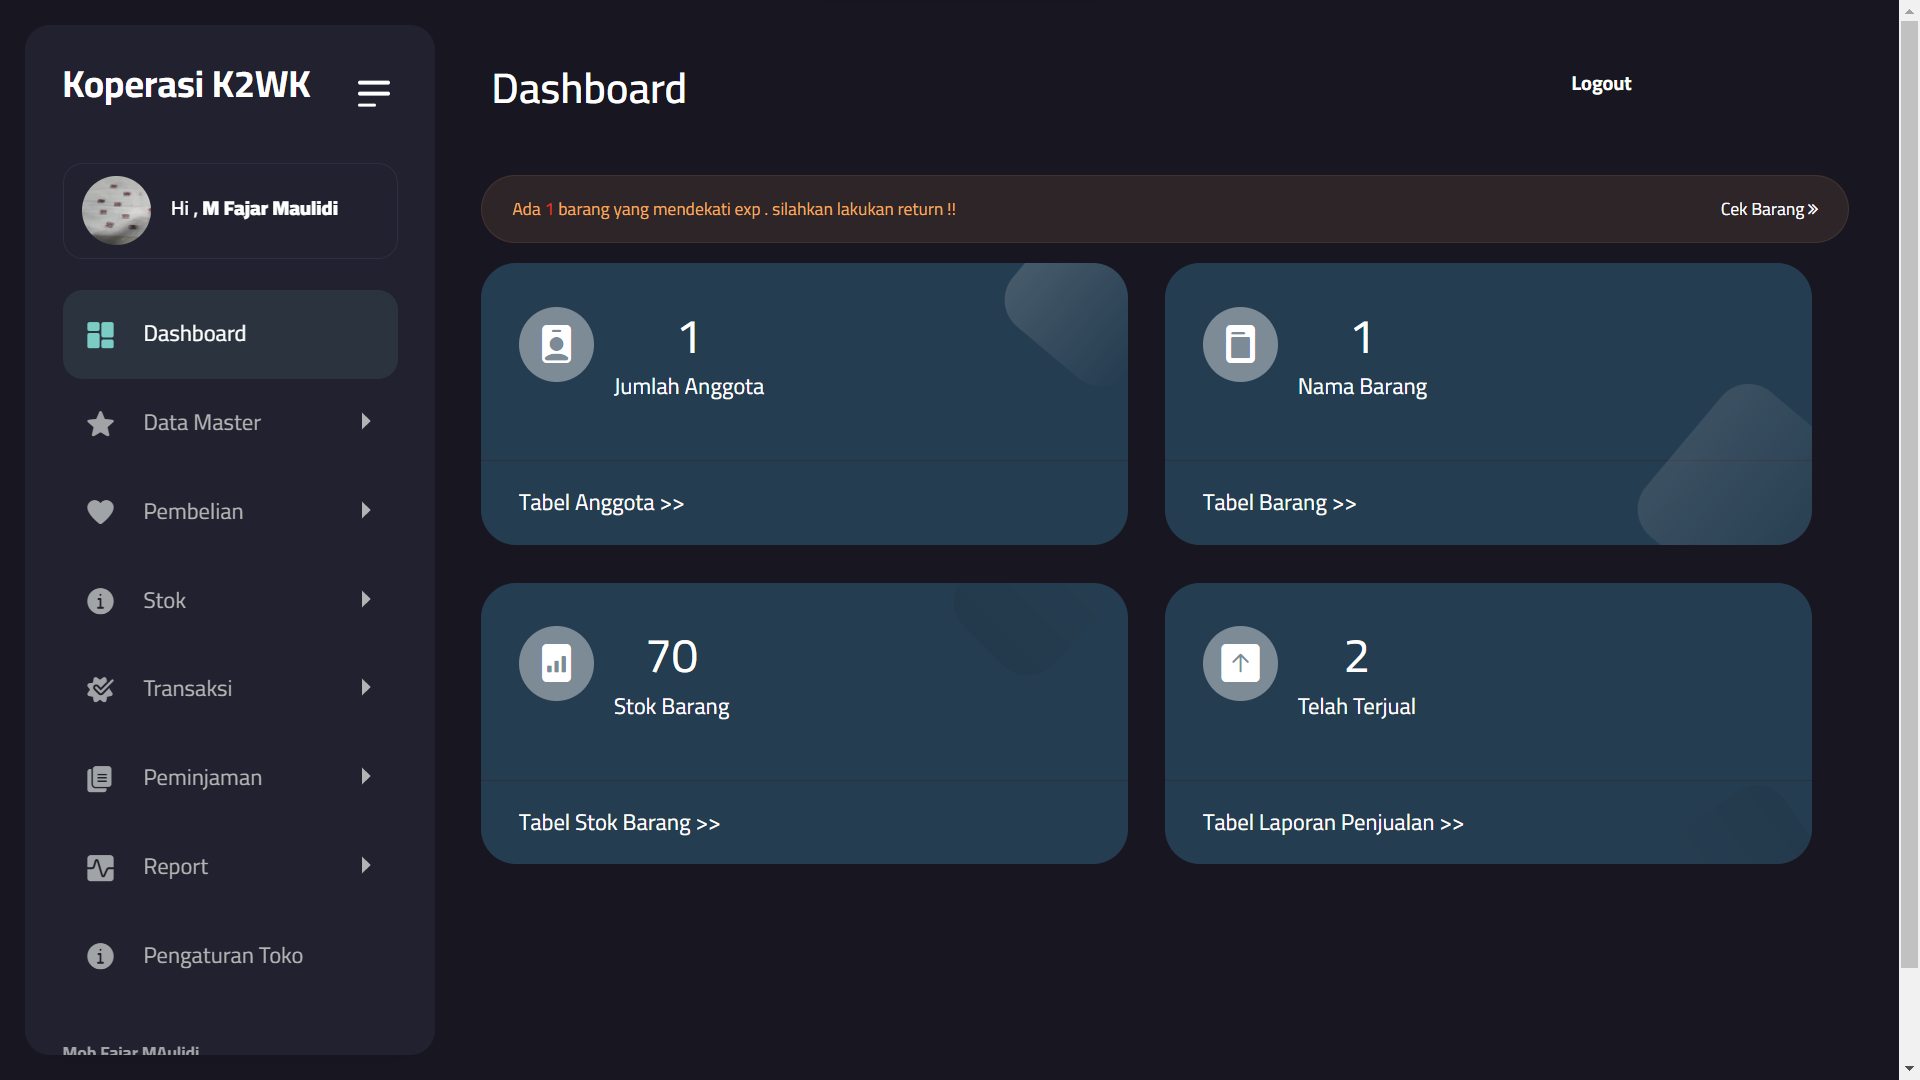 Koperasi K2WK
Hi , M Fajar Maulidi
Dashboard
Data Master
Pembelian
Stok
Transaksi
Peminjaman
Report
Pengaturan Toko
Moh Fajar MAulidi
Dashboard
Logout
Ada 1 barang yang mendekati exp . silahkan lakukan return !!
Cek Barang »
1
Jumlah Anggota
Tabel Anggota >>
1
Nama Barang
Tabel Barang >>
70
Stok Barang
Tabel Stok Barang >>
2
Telah Terjual
Tabel Laporan Penjualan >>